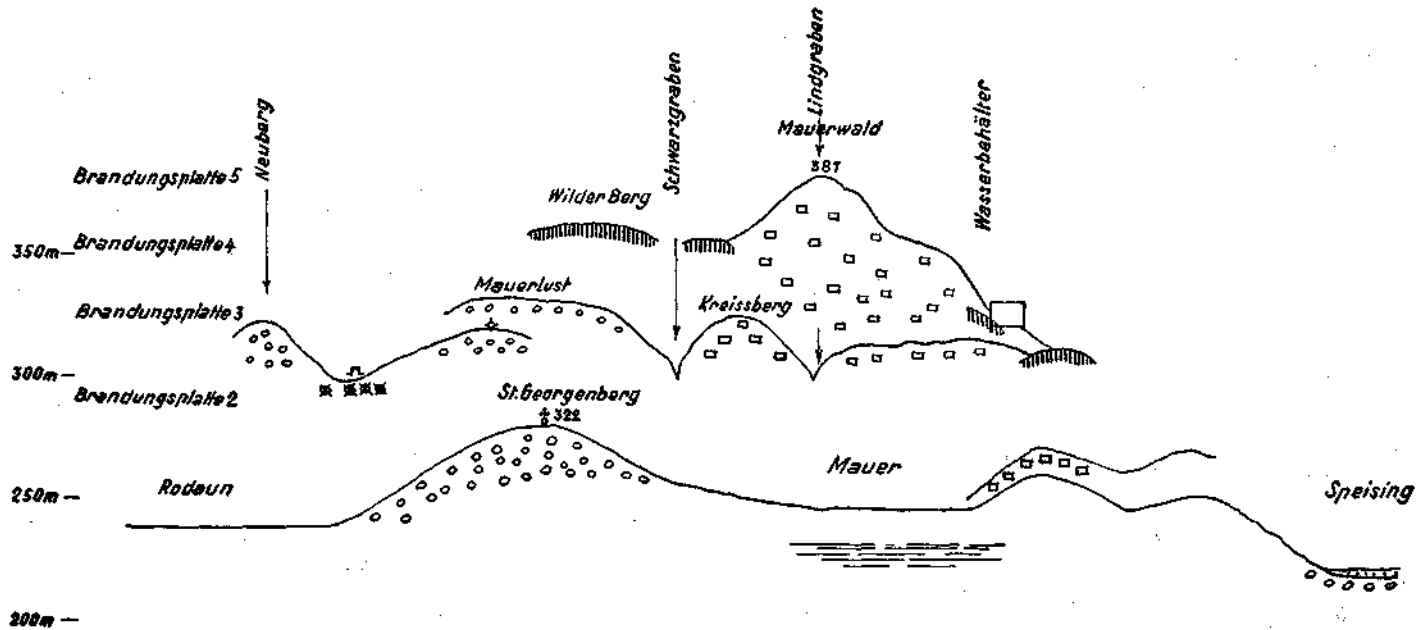 Neuberg
Schwarzgraben
Lindgraben
Wasserbehälter
Mauerwald
387
Brandungsplatte 5
Wilder Berg
Brandungsplatte 4
350m
Mauerlust
Kreissberg
Brandungsplatte 3
300m
Brandungsplatte 2
St. Georgenberg
322
Mauer
Rodaun
250m
Speising
200m